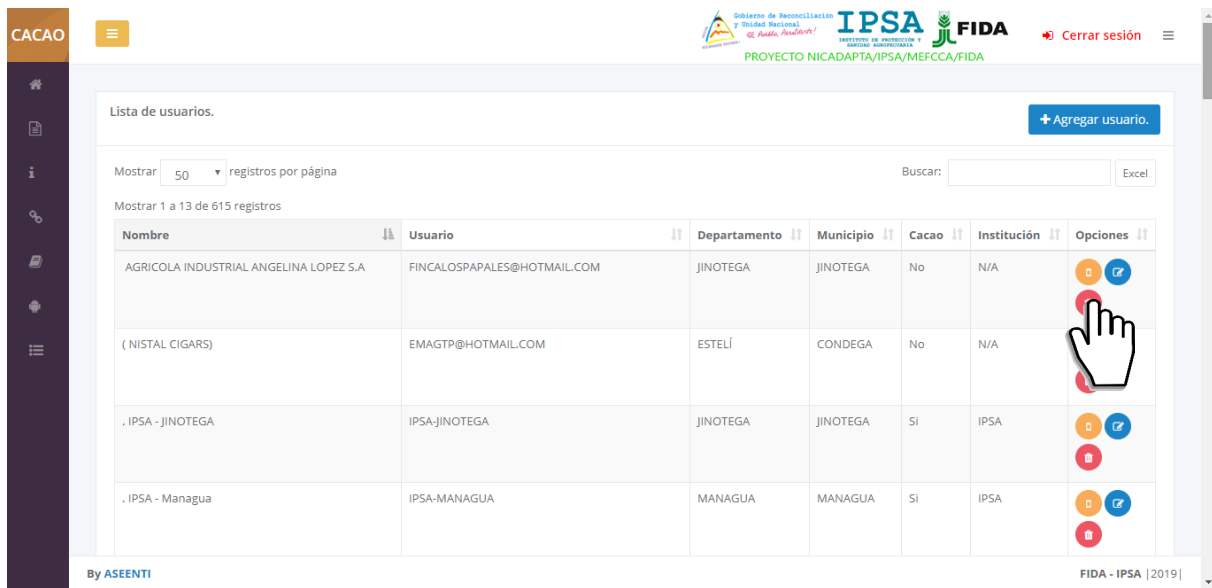 CACAO
Gobierno de Reconciliación
y Unidad Nacional
El Pueblo, Presidente!
IPSA
INSTITUTO DE PROTECCIÓN Y
SANIDAD AGROPECUARIA
FIDA
PROYECTO NICADAPTA/IPSA/MEFCCA/FIDA
Cerrar sesión
Lista de usuarios.
Agregar usuario.
Mostrar 50 registros por página
Buscar:
Excel
Mostrar 1 a 13 de 615 registros
Nombre Usuario Departamento Municipio Cacao Institución Opciones
AGRICOLA INDUSTRIAL ANGELINA LOPEZ S.A FINCALOSPAPALES@HOTMAIL.COM JINOTEGA JINOTEGA No N/A
( NISTAL CIGARS) EMAGTP@HOTMAIL.COM ESTELÍ CONDEGA No N/A
. IPSA - JINOTEGA IPSA-JINOTEGA JINOTEGA JINOTEGA Si IPSA
. IPSA - Managua IPSA-MANAGUA MANAGUA MANAGUA Si IPSA
By ASEENTI
FIDA - IPSA |2019|